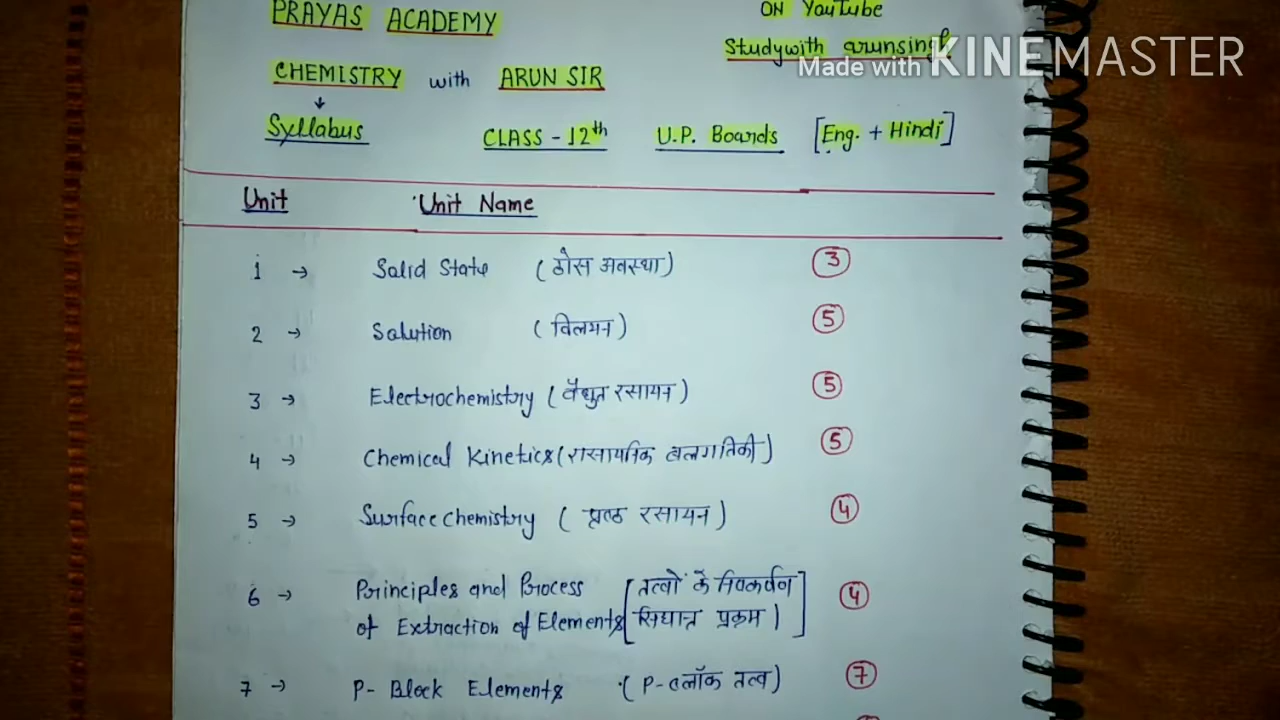 PRAYAS ACADEMY
ON YouTube
Studywith arunsingh
Made with KINEMASTER
CHEMISTRY with ARUN SIR
↓
Syllabus CLASS - 12th U.P. Boards [Eng. + Hindi]
Unit Unit Name
1 → Solid State (ठोस अवस्था) 3
2 → Solution (विलयन) 5
3 → Electrochemistry (वैधुत रसायन) 5
4 → Chemical Kinetics (रासायनिक बलगतिकी) 5
5 → Surface Chemistry (प्रष्ठ रसायन) 4
6 → Principles and Process [तत्वों के निष्कर्षण
of Extraction of Elements [सिधान्त प्रक्रम ] 4
7 → P- Block Elements (P-ब्लॉक तत्व) 7